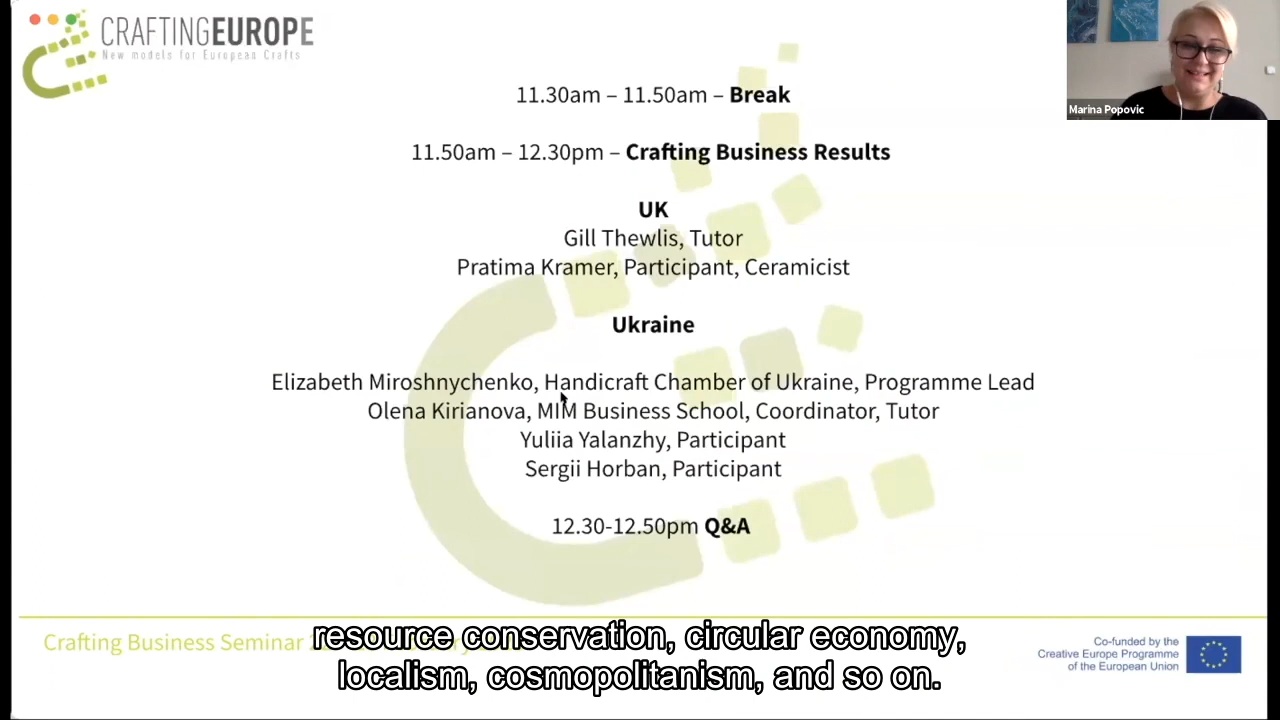 CRAFTINGEUROPE
New models for European Crafts
Marina Popovic
11.30am – 11.50am – Break
11.50am – 12.30pm – Crafting Business Results
UK
Gill Thewlis, Tutor
Pratima Kramer, Participant, Ceramicist
Ukraine
Elizabeth Miroshnychenko, Handicraft Chamber of Ukraine, Programme Lead
Olena Kirianova, MIM Business School, Coordinator, Tutor
Yuliia Yalanzhy, Participant
Sergii Horban, Participant
12.30-12.50pm Q&A
Crafting Business Seminar
resource conservation, circular economy,
localism, cosmopolitanism, and so on.
Co-funded by the
Creative Europe Programme
of the European Union